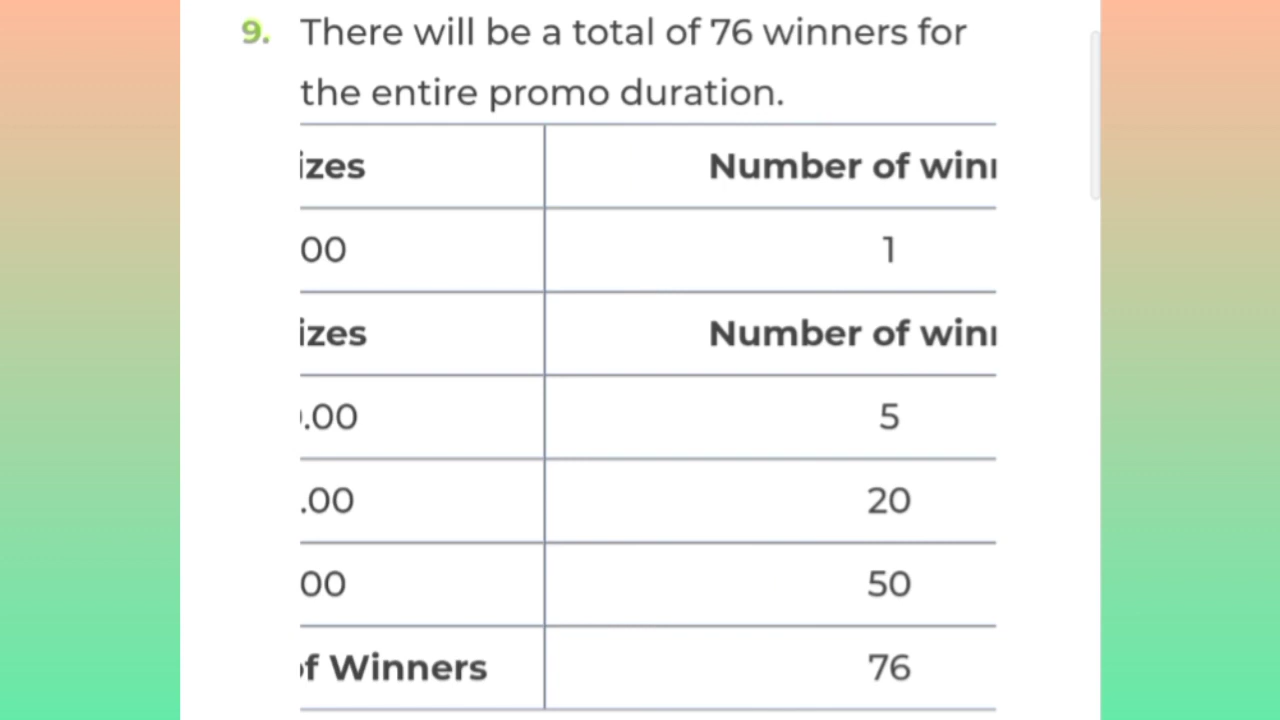 9. There will be a total of 76 winners for
the entire promo duration.
izes Number of win
00 1
izes Number of win
.00 5
.00 20
00 50
of Winners 76